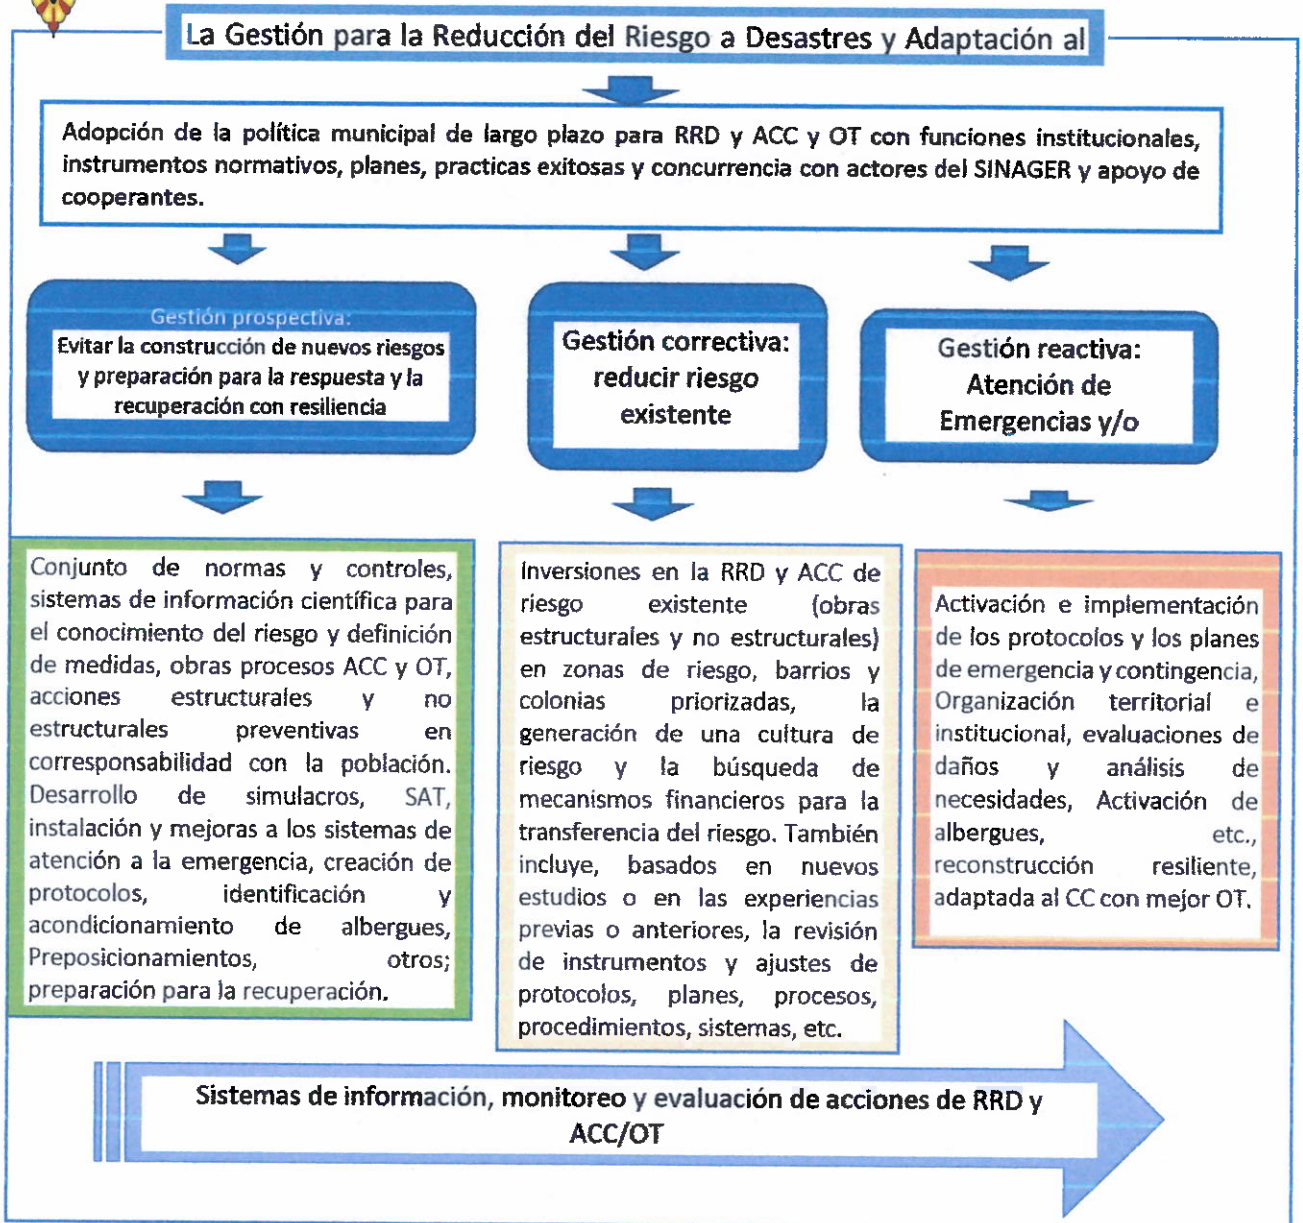 La Gestión para la Reducción del Riesgo a Desastres y Adaptación al
Adopción de la política municipal de largo plazo para RRD y ACC y OT con funciones institucionales,
instrumentos normativos, planes, practicas exitosas y concurrencia con actores del SINAGER y apoyo de
cooperantes.
Gestión prospectiva:
Evitar la construcción de nuevos riesgos
y preparación para la respuesta y la
recuperación con resiliencia
Gestión correctiva:
reducir riesgo
existente
Gestión reactiva:
Atención de
Emergencias y/o
Conjunto de normas y controles,
sistemas de información científica para
el conocimiento del riesgo y definición
de medidas, obras procesos ACC y OT,
acciones estructurales y no
estructurales preventivas en
corresponsabilidad con la población.
Desarrollo de simulacros, SAT,
instalación y mejoras a los sistemas de
atención a la emergencia, creación de
protocolos, identificación y
acondicionamiento de albergues,
Preposicionamientos, otros;
preparación para la recuperación.
Inversiones en la RRD y ACC de
riesgo existente (obras
estructurales y no estructurales)
en zonas de riesgo, barrios y
colonias priorizadas, la
generación de una cultura de
riesgo y la búsqueda de
mecanismos financieros para la
transferencia del riesgo. También
incluye, basados en nuevos
estudios o en las experiencias
previas o anteriores, la revisión
de instrumentos y ajustes de
protocolos, planes, procesos,
procedimientos, sistemas, etc.
Activación e implementación
de los protocolos y los planes
de emergencia y contingencia,
Organización territorial e
institucional, evaluaciones de
daños y análisis de
necesidades, Activación de
albergues, etc.,
reconstrucción resiliente,
adaptada al CC con mejor OT.
Sistemas de información, monitoreo y evaluación de acciones de RRD y
ACC/OT